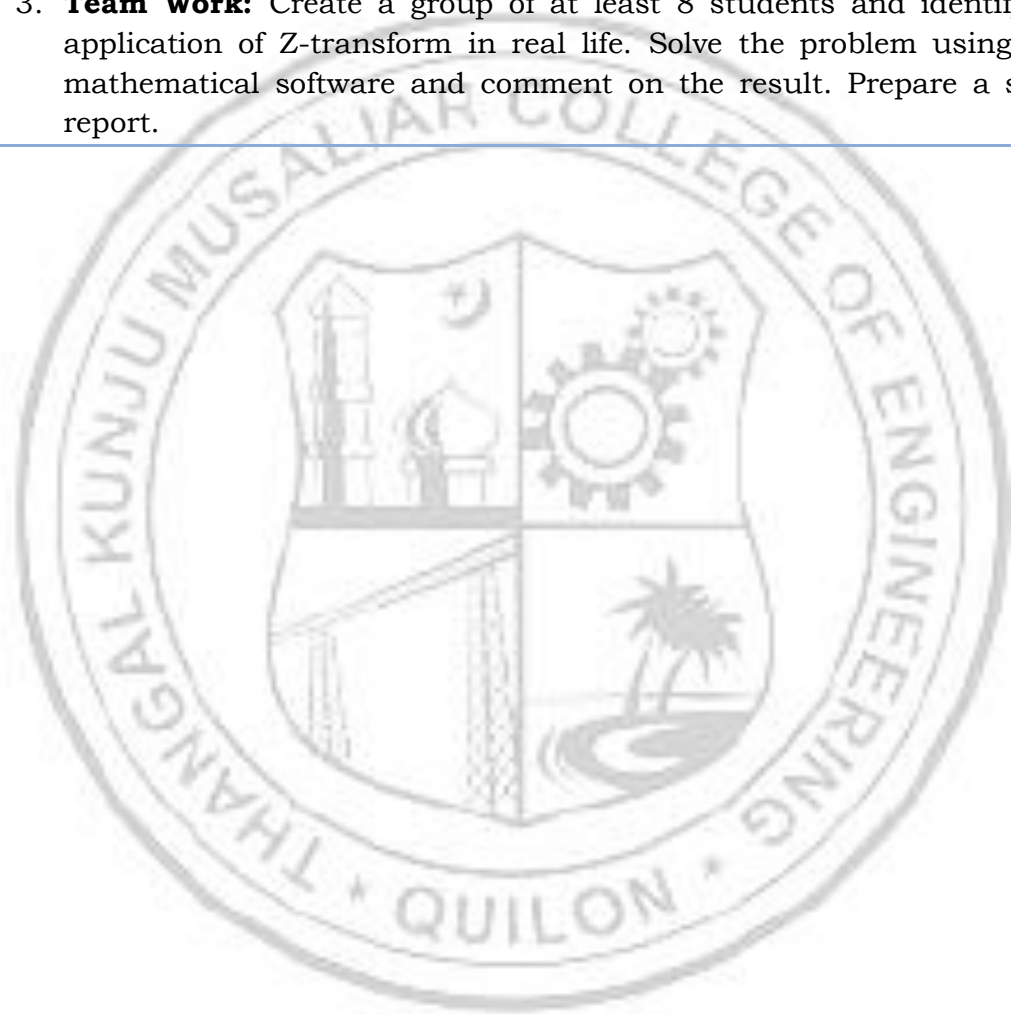 3. Team Work: Create a group of at least 8 students and identif
application of Z-transform in real life. Solve the problem using
mathematical software and comment on the result. Prepare a s
report.
THANGAL KUNJU MUSALIAR COLLEGE OF ENGINEERING
QUILON